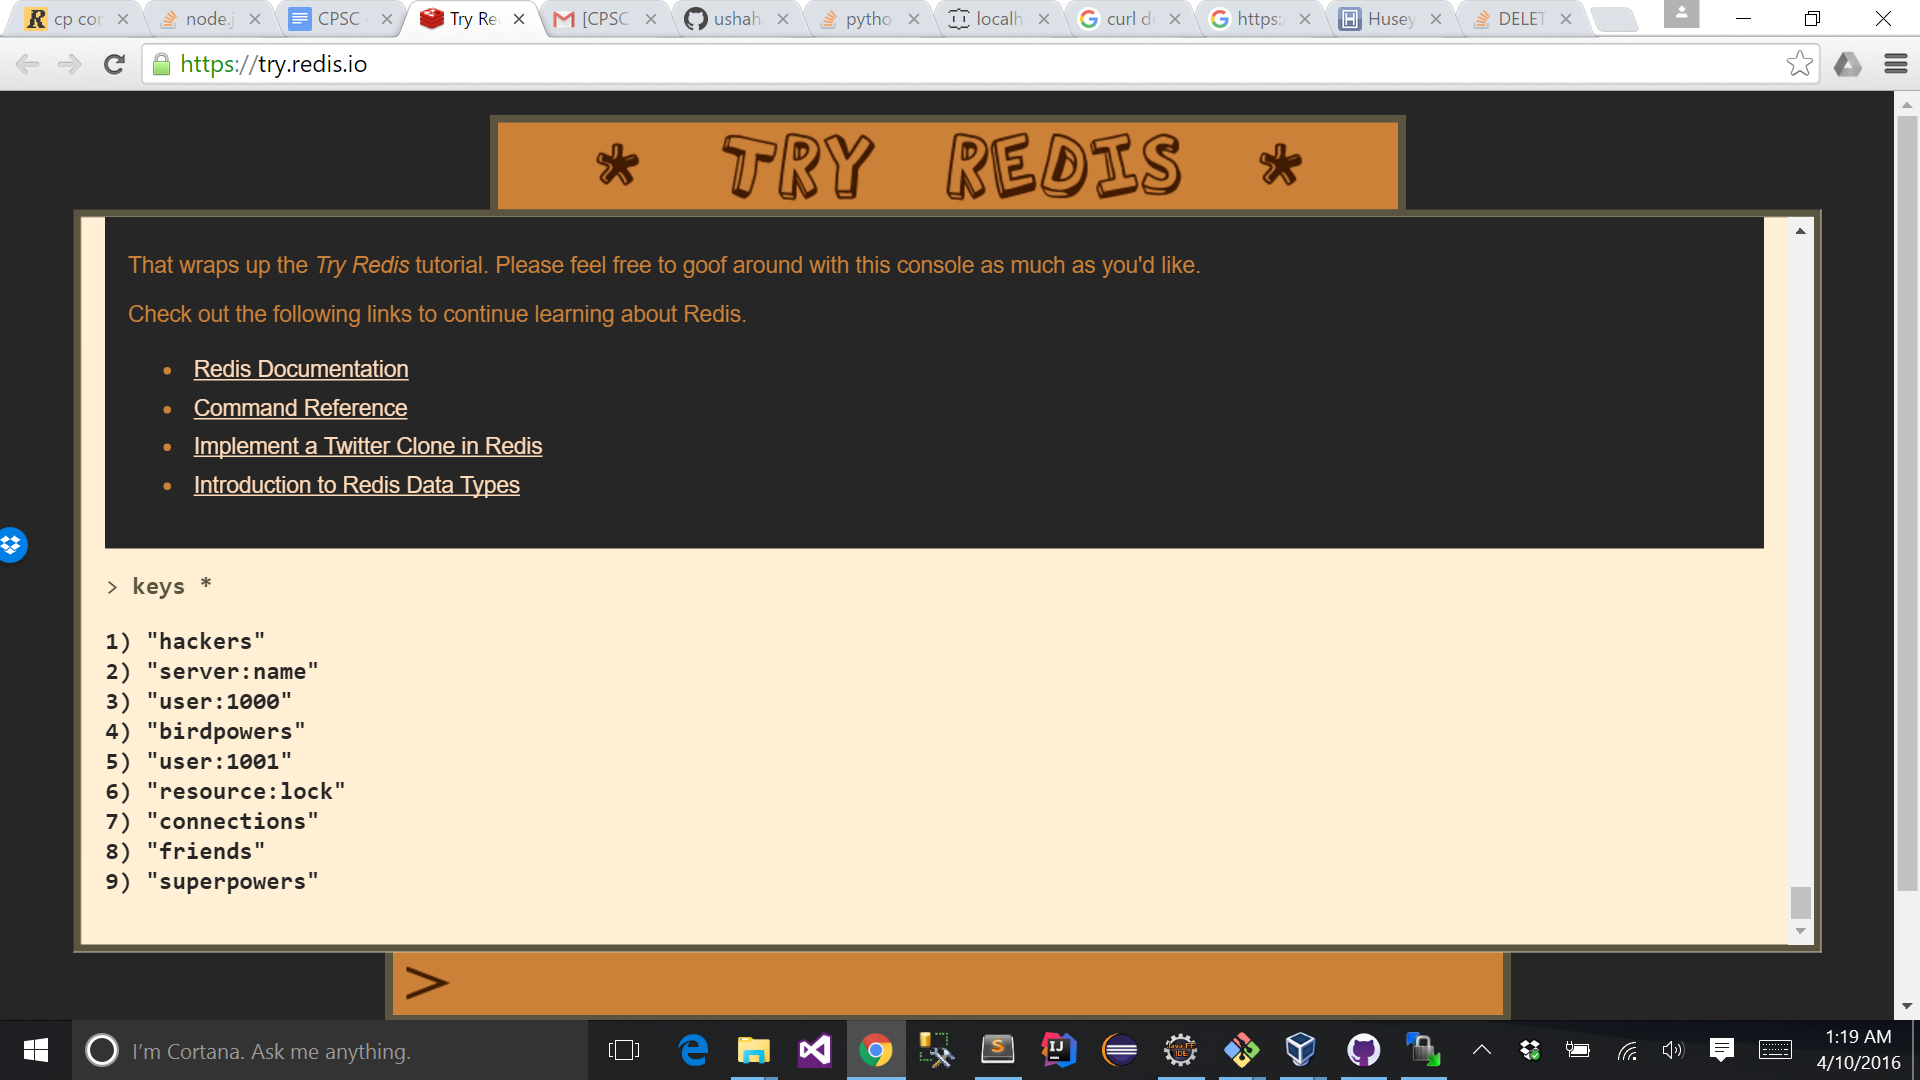 cp cor
node.j
CPSC
Try Re
[CPSC
ushah
pytho
localh
curl d
https:
Husey
DELET
https://try.redis.io
* TRY REDIS *
That wraps up the Try Redis tutorial. Please feel free to goof around with this console as much as you'd like.
Check out the following links to continue learning about Redis.
• Redis Documentation
• Command Reference
• Implement a Twitter Clone in Redis
• Introduction to Redis Data Types
> keys *
1) "hackers"
2) "server:name"
3) "user:1000"
4) "birdpowers"
5) "user:1001"
6) "resource:lock"
7) "connections"
8) "friends"
9) "superpowers"
>
I'm Cortana. Ask me anything.
1:19 AM
4/10/2016